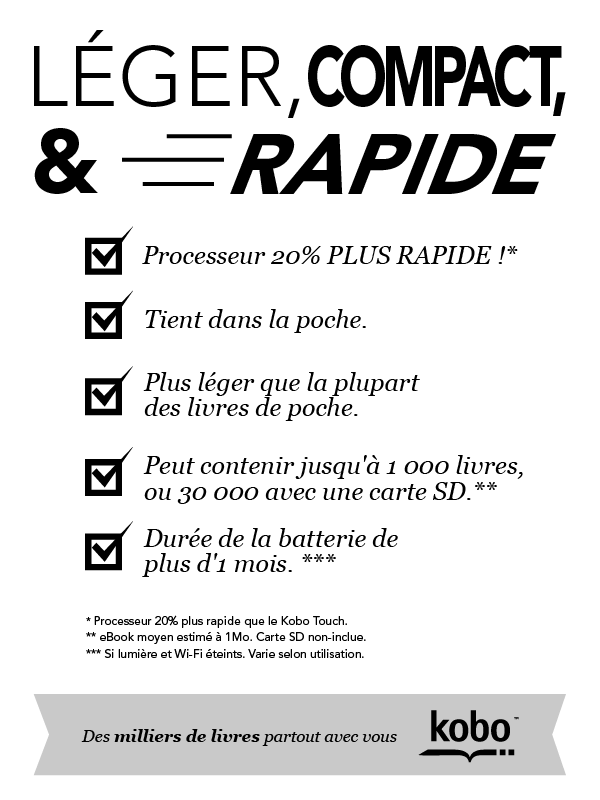 LÉGER, COMPACT,
& RAPIDE
Processeur 20% PLUS RAPIDE !*
Tient dans la poche.
Plus léger que la plupart
des livres de poche.
Peut contenir jusqu'à 1 000 livres,
ou 30 000 avec une carte SD.**
Durée de la batterie de
plus d'1 mois. ***
* Processeur 20% plus rapide que le Kobo Touch.
** eBook moyen estimé à 1Mo. Carte SD non-inclue.
*** Si lumière et Wi-Fi éteints. Varie selon utilisation.
Des milliers de livres partout avec vous
kobo™